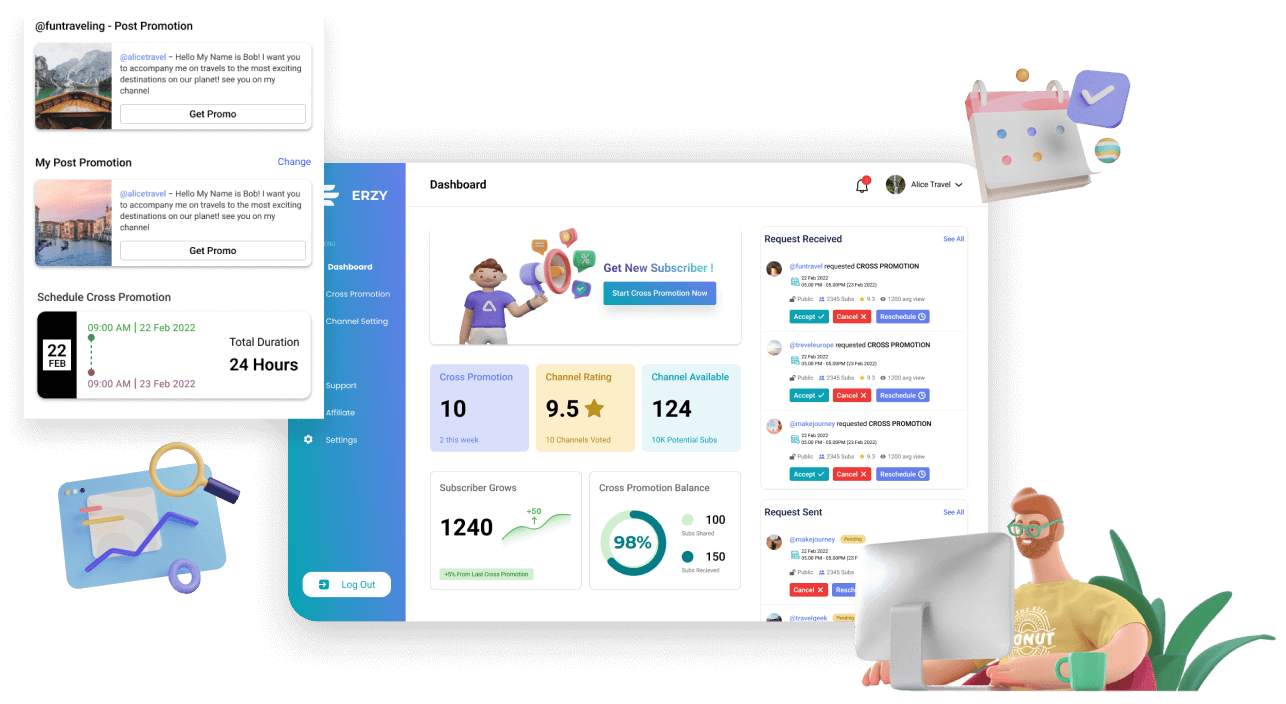 @funtraveling - Post Promotion
@alicetravel - Hello My Name is Bob! I want you
to accompany me on travels to the most exciting
destinations on our planet! see you on my
channel
Get Promo
My Post Promotion
Change
@alicetravel - Hello My Name is Bob! I want you
to accompany me on travels to the most exciting
destinations on our planet! see you on my
channel
Get Promo
Schedule Cross Promotion
22
FEB
09:00 AM | 22 Feb 2022
09:00 AM | 23 Feb 2022
Total Duration
24 Hours
ERZY
Dashboard
Cross Promotion
Channel Setting
Support
Affiliate
Settings
Log Out
Dashboard
Alice Travel
Get New Subscriber !
Start Cross Promotion Now
Cross Promotion
10
2 this week
Channel Rating
9.5
10 Channels Voted
Channel Available
124
10K Potential Subs
Subscriber Grows
1240
+50
+5% From Last Cross Promotion
Cross Promotion Balance
98%
100
Subs Shared
150
Subs Recieved
Request Received
See All
@funtravel requested CROSS PROMOTION
22 Feb 2022
05.00 PM - 05.00PM (23 Feb 2022)
Public 2345 Subs 9.3 1200 avg view
Accept Cancel Reschedule
@treveleurope requested CROSS PROMOTION
22 Feb 2022
05.00 PM - 05.00PM (23 Feb 2022)
Public 2345 Subs 9.3 1200 avg view
Accept Cancel Reschedule
@makejourney requested CROSS PROMOTION
22 Feb 2022
05.00 PM - 05.00PM (23 Feb 2022)
Public 2345 Subs 9.3 1200 avg view
Accept Cancel Reschedule
Request Sent
See All
@makejourney Pending
22 Feb 2022
05.00 PM - 05.00PM (23 F
Public 2345 Subs 9.3
Cancel Resch
@travelgeek Pending
THE BEST
ONUT